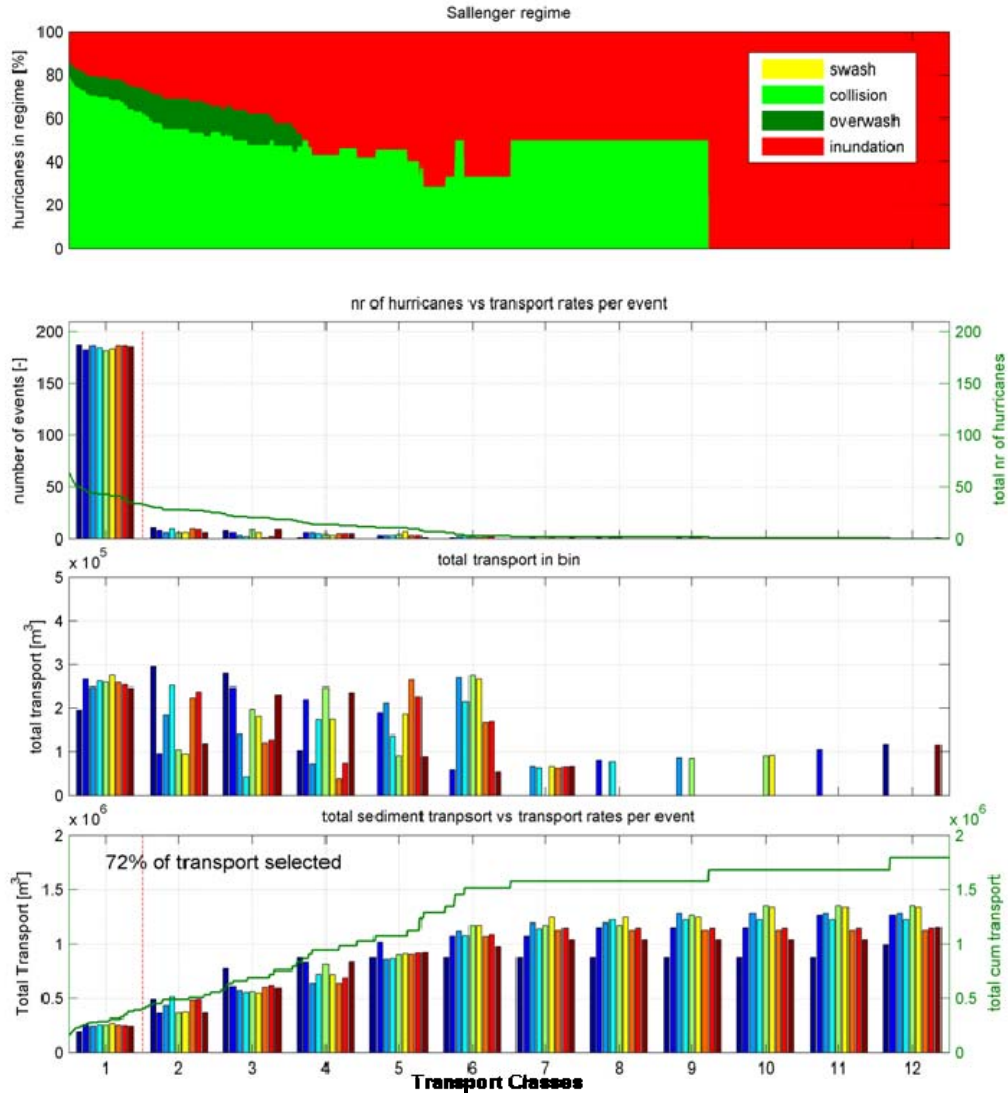 Sallenger regime
hurricanes in regime [%]
100
80
60
40
20
0
swash
collision
overwash
inundation
nr of hurricanes vs transport rates per event
number of events [-]
200
150
100
50
0
200
150
100
50
0
total nr of hurricanes
total transport in bin
x 10^5
total transport [m^3]
5
4
3
2
1
0
total sediment tranpsort vs transport rates per event
x 10^6
x 10^6
72% of transport selected
Total Transport [m^3]
2
1.5
1
0.5
0
2
1.5
1
0.5
0
total cum transport
1 2 3 4 5 6 7 8 9 10 11 12
Transport Classes